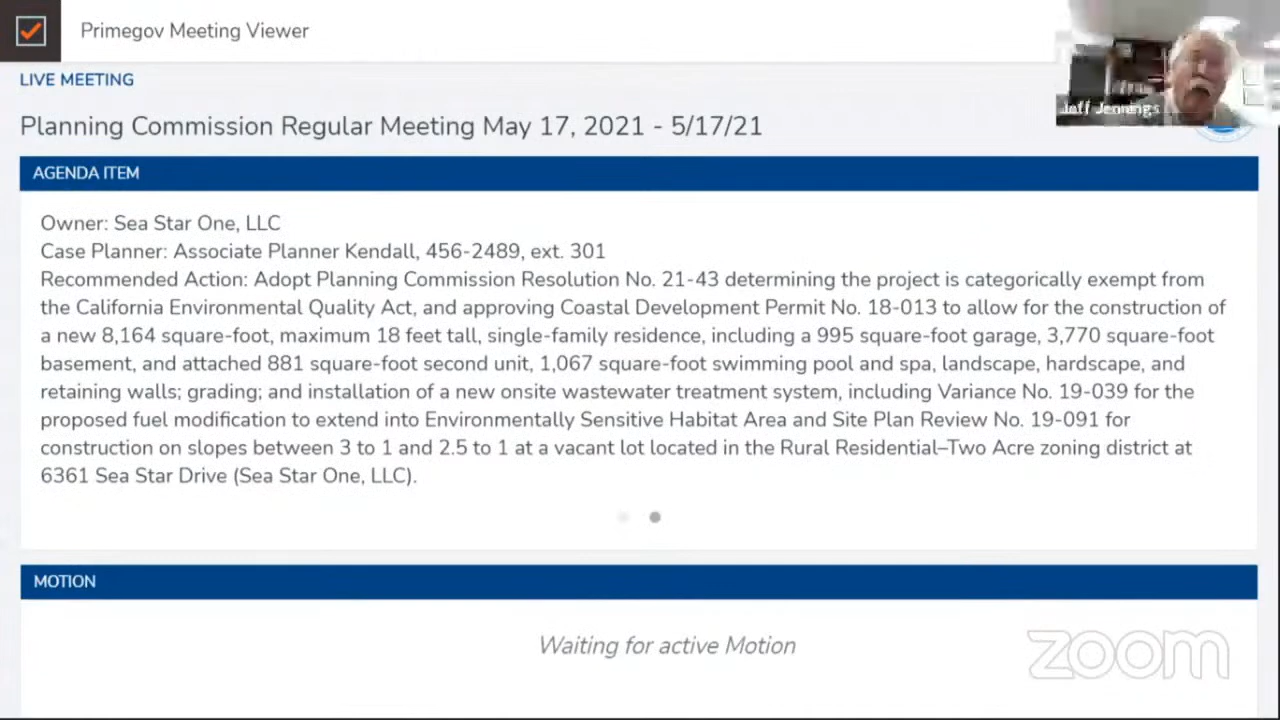 Primegov Meeting Viewer
LIVE MEETING
Jeff Jennings
Planning Commission Regular Meeting May 17, 2021 - 5/17/21
AGENDA ITEM
Owner: Sea Star One, LLC
Case Planner: Associate Planner Kendall, 456-2489, ext. 301
Recommended Action: Adopt Planning Commission Resolution No. 21-43 determining the project is categorically exempt from
the California Environmental Quality Act, and approving Coastal Development Permit No. 18-013 to allow for the construction of
a new 8,164 square-foot, maximum 18 feet tall, single-family residence, including a 995 square-foot garage, 3,770 square-foot
basement, and attached 881 square-foot second unit, 1,067 square-foot swimming pool and spa, landscape, hardscape, and
retaining walls; grading; and installation of a new onsite wastewater treatment system, including Variance No. 19-039 for the
proposed fuel modification to extend into Environmentally Sensitive Habitat Area and Site Plan Review No. 19-091 for
construction on slopes between 3 to 1 and 2.5 to 1 at a vacant lot located in the Rural Residential–Two Acre zoning district at
6361 Sea Star Drive (Sea Star One, LLC).
MOTION
Waiting for active Motion
zoom